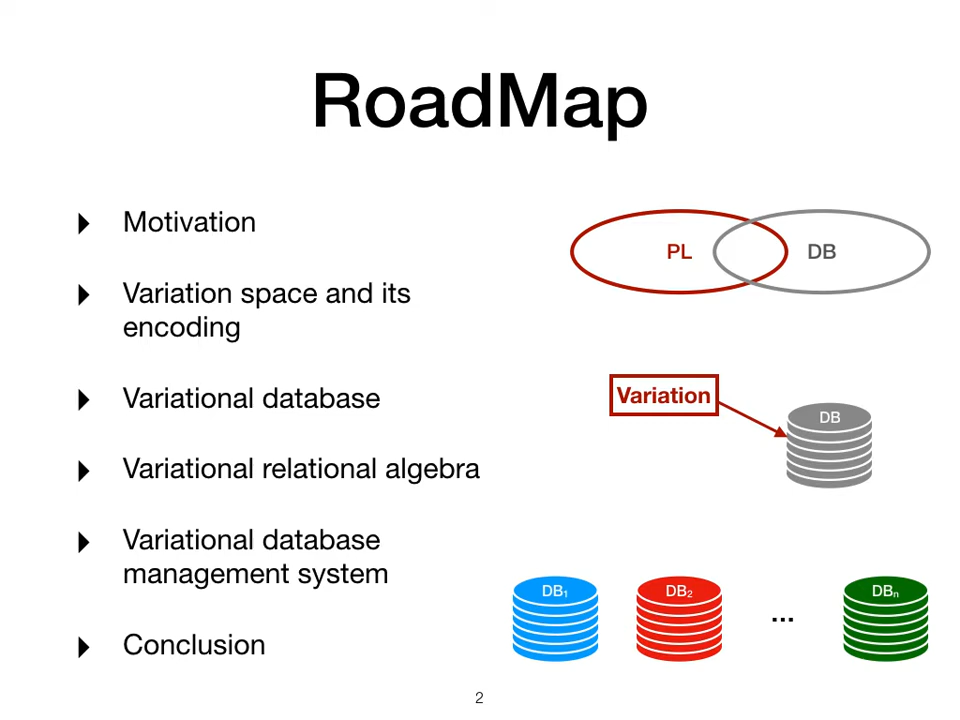 RoadMap
Motivation
Variation space and its
encoding
Variational database
Variational relational algebra
Variational database
management system
Conclusion
PL
DB
Variation
DB
DB₁
DB₂
...
DBₙ
2